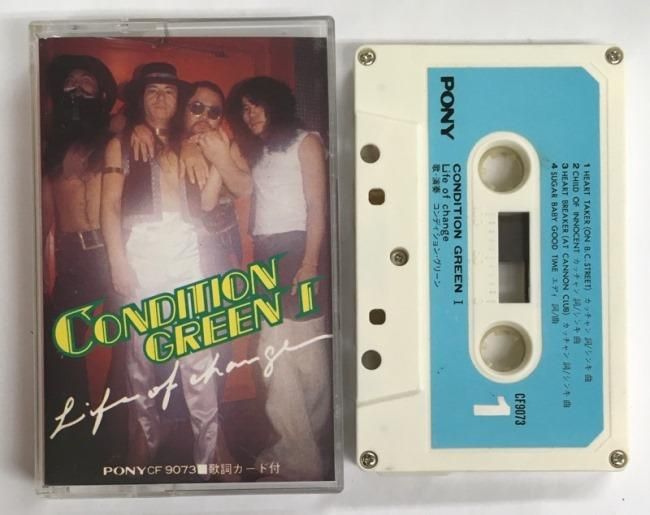 CONDITION
GREEN I
Life of change
PONY CF 9073■歌詞カード付
PONY
CONDITION GREEN I
Life of change
歌・演奏 コンディション・グリーン
1 HEART TAKER (ON B.C. STREET) カッチャン 詞/シンキ 曲
2 CHILD OF INNOCENT カッチャン 詞/シンキ 曲
3 HEART BREAKER (AT CANNON CLUB) カッチャン 詞/シンキ 曲
4 SUGAR BABY GOOD TIME エディ 詞/曲
CF9073
1